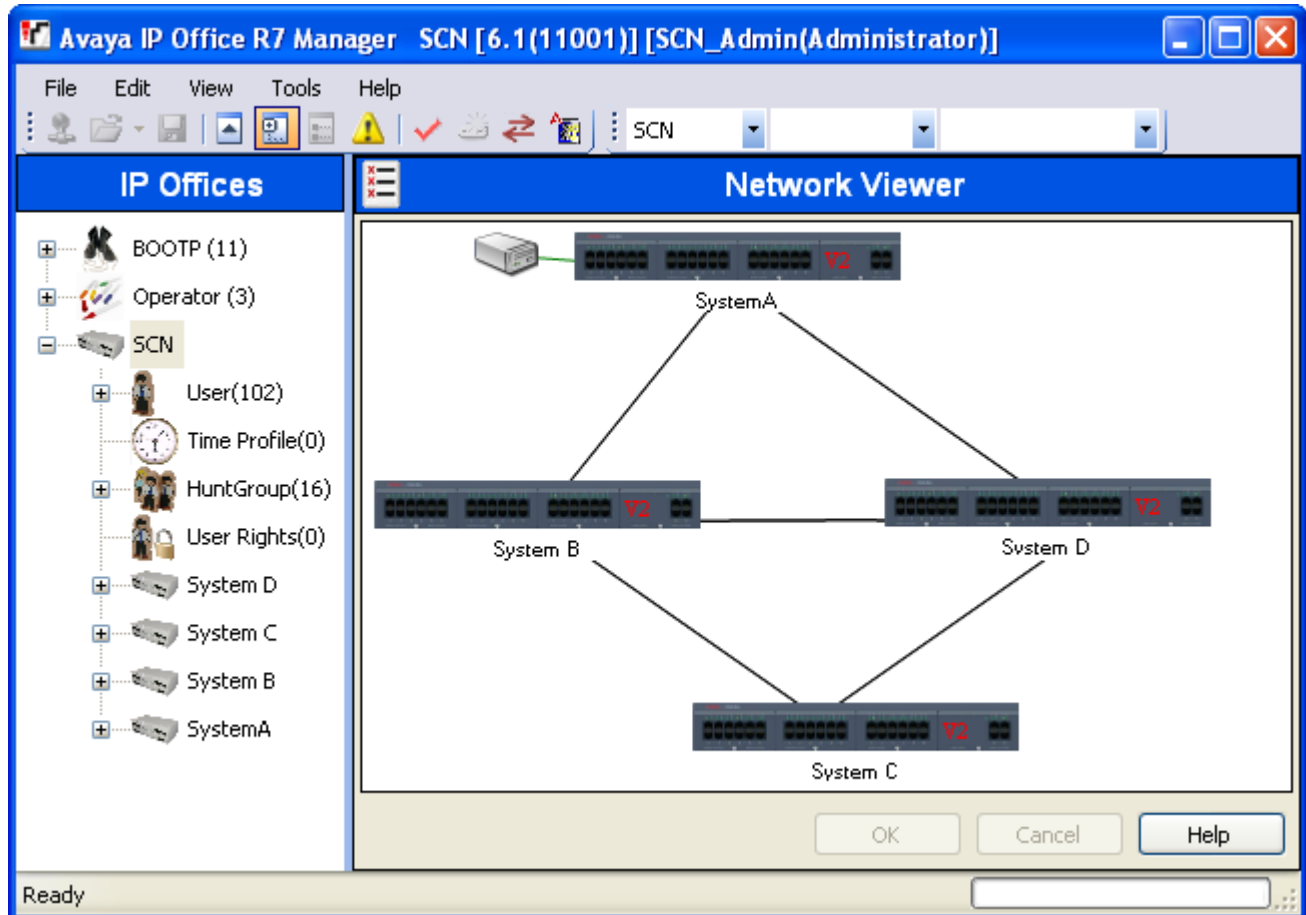 Avaya IP Office R7 Manager SCN [6.1(11001)] [SCN_Admin(Administrator)]
File Edit View Tools Help
SCN
IP Offices
BOOTP (11)
Operator (3)
SCN
User(102)
Time Profile(0)
HuntGroup(16)
User Rights(0)
System D
System C
System B
SystemA
Network Viewer
V2
SystemA
V2
System B
V2
System D
V2
System C
OK Cancel Help
Ready